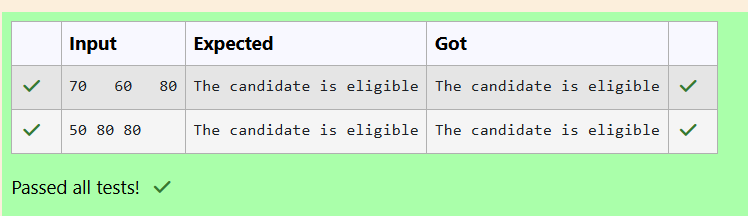 Input Expected Got
70   60   80 The candidate is eligible The candidate is eligible
50 80 80 The candidate is eligible The candidate is eligible
Passed all tests!